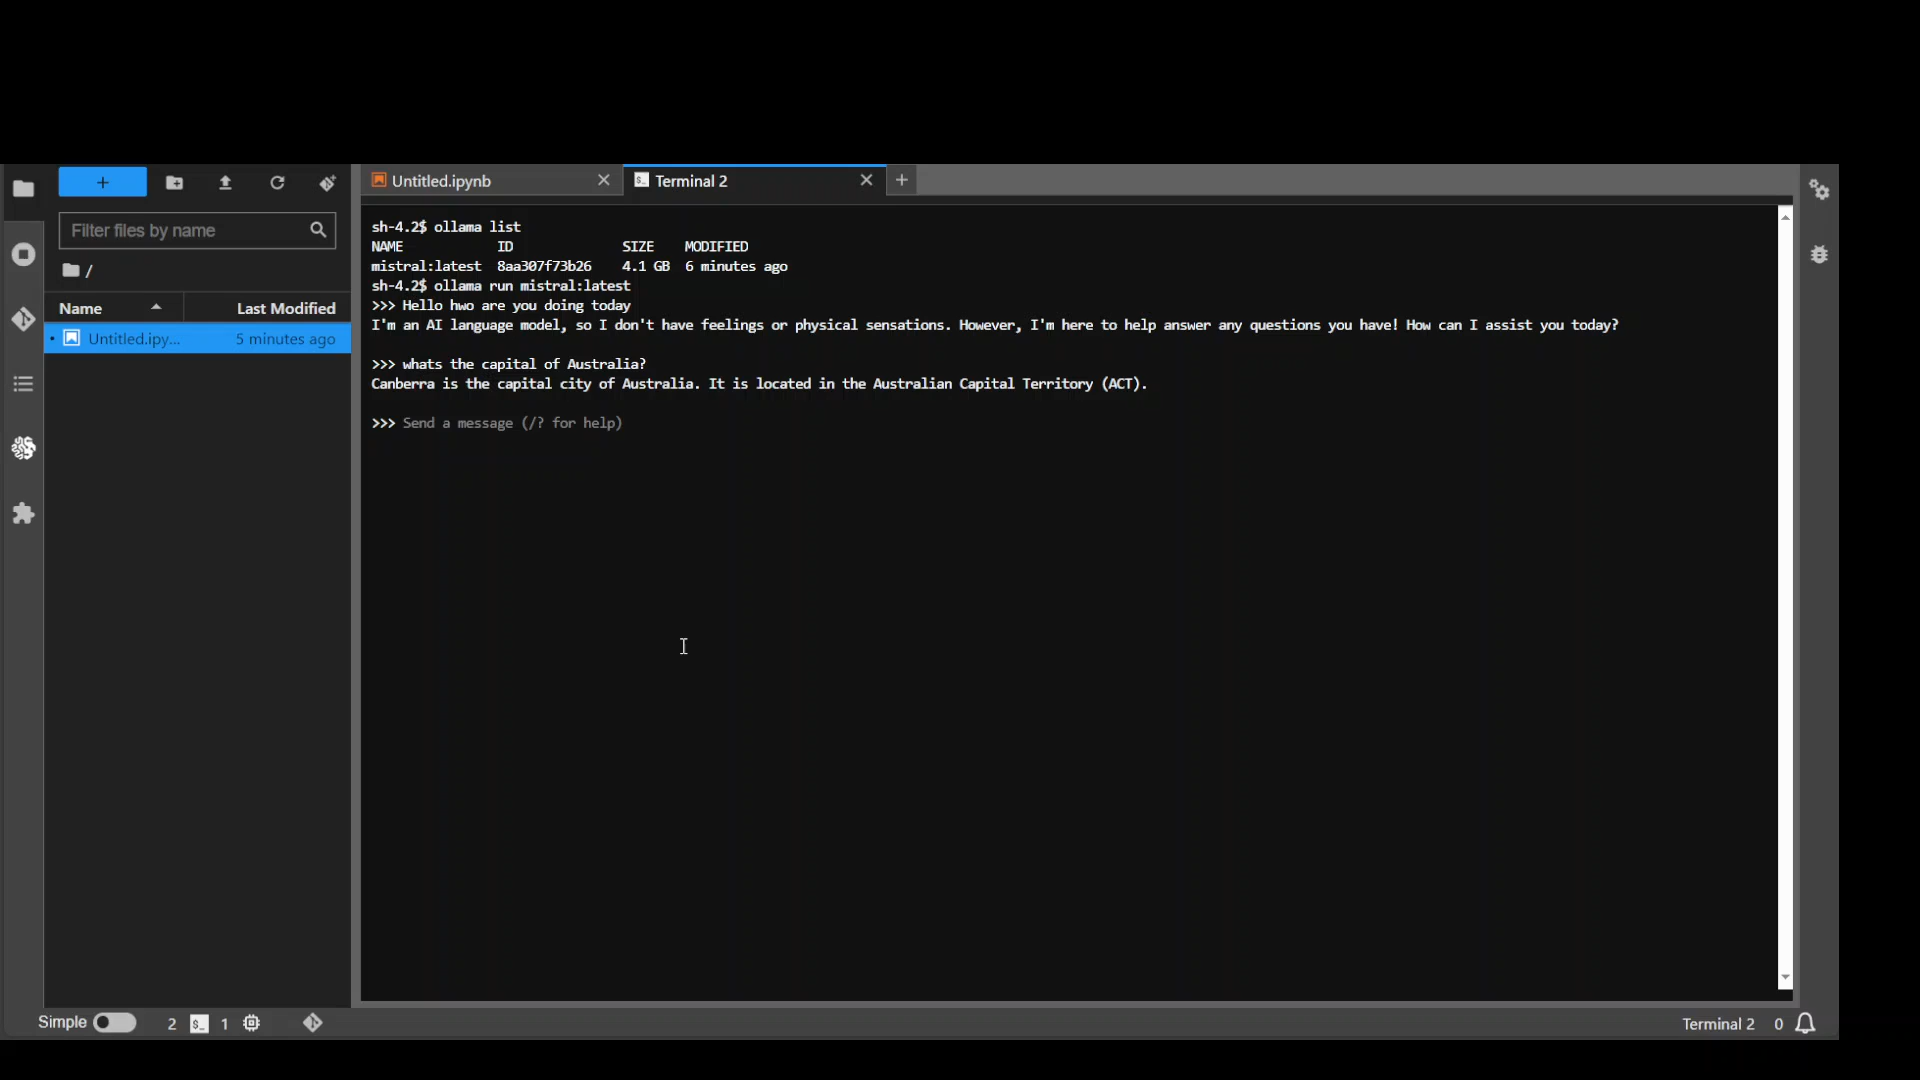 +
Filter files by name
/
Name Last Modified
Untitled.ipy... 5 minutes ago
Untitled.ipynb
Terminal 2
+
sh-4.2$ ollama list
NAME ID SIZE MODIFIED
mistral:latest 8aa307f73b26 4.1 GB 6 minutes ago
sh-4.2$ ollama run mistral:latest
>>> Hello hwo are you doing today
I'm an AI language model, so I don't have feelings or physical sensations. However, I'm here to help answer any questions you have! How can I assist you today?
>>> whats the capital of Australia?
Canberra is the capital city of Australia. It is located in the Australian Capital Territory (ACT).
>>> Send a message (/? for help)
Simple 2 $_ 1 Terminal 2 0